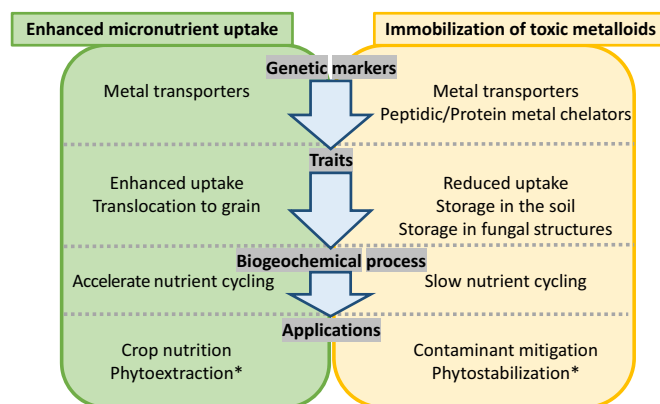 Enhanced micronutrient uptake
Immobilization of toxic metalloids
Genetic markers
Metal transporters
Metal transporters
Peptidic/Protein metal chelators
Traits
Enhanced uptake
Translocation to grain
Reduced uptake
Storage in the soil
Storage in fungal structures
Biogeochemical process
Accelerate nutrient cycling
Slow nutrient cycling
Applications
Crop nutrition
Phytoextraction*
Contaminant mitigation
Phytostabilization*